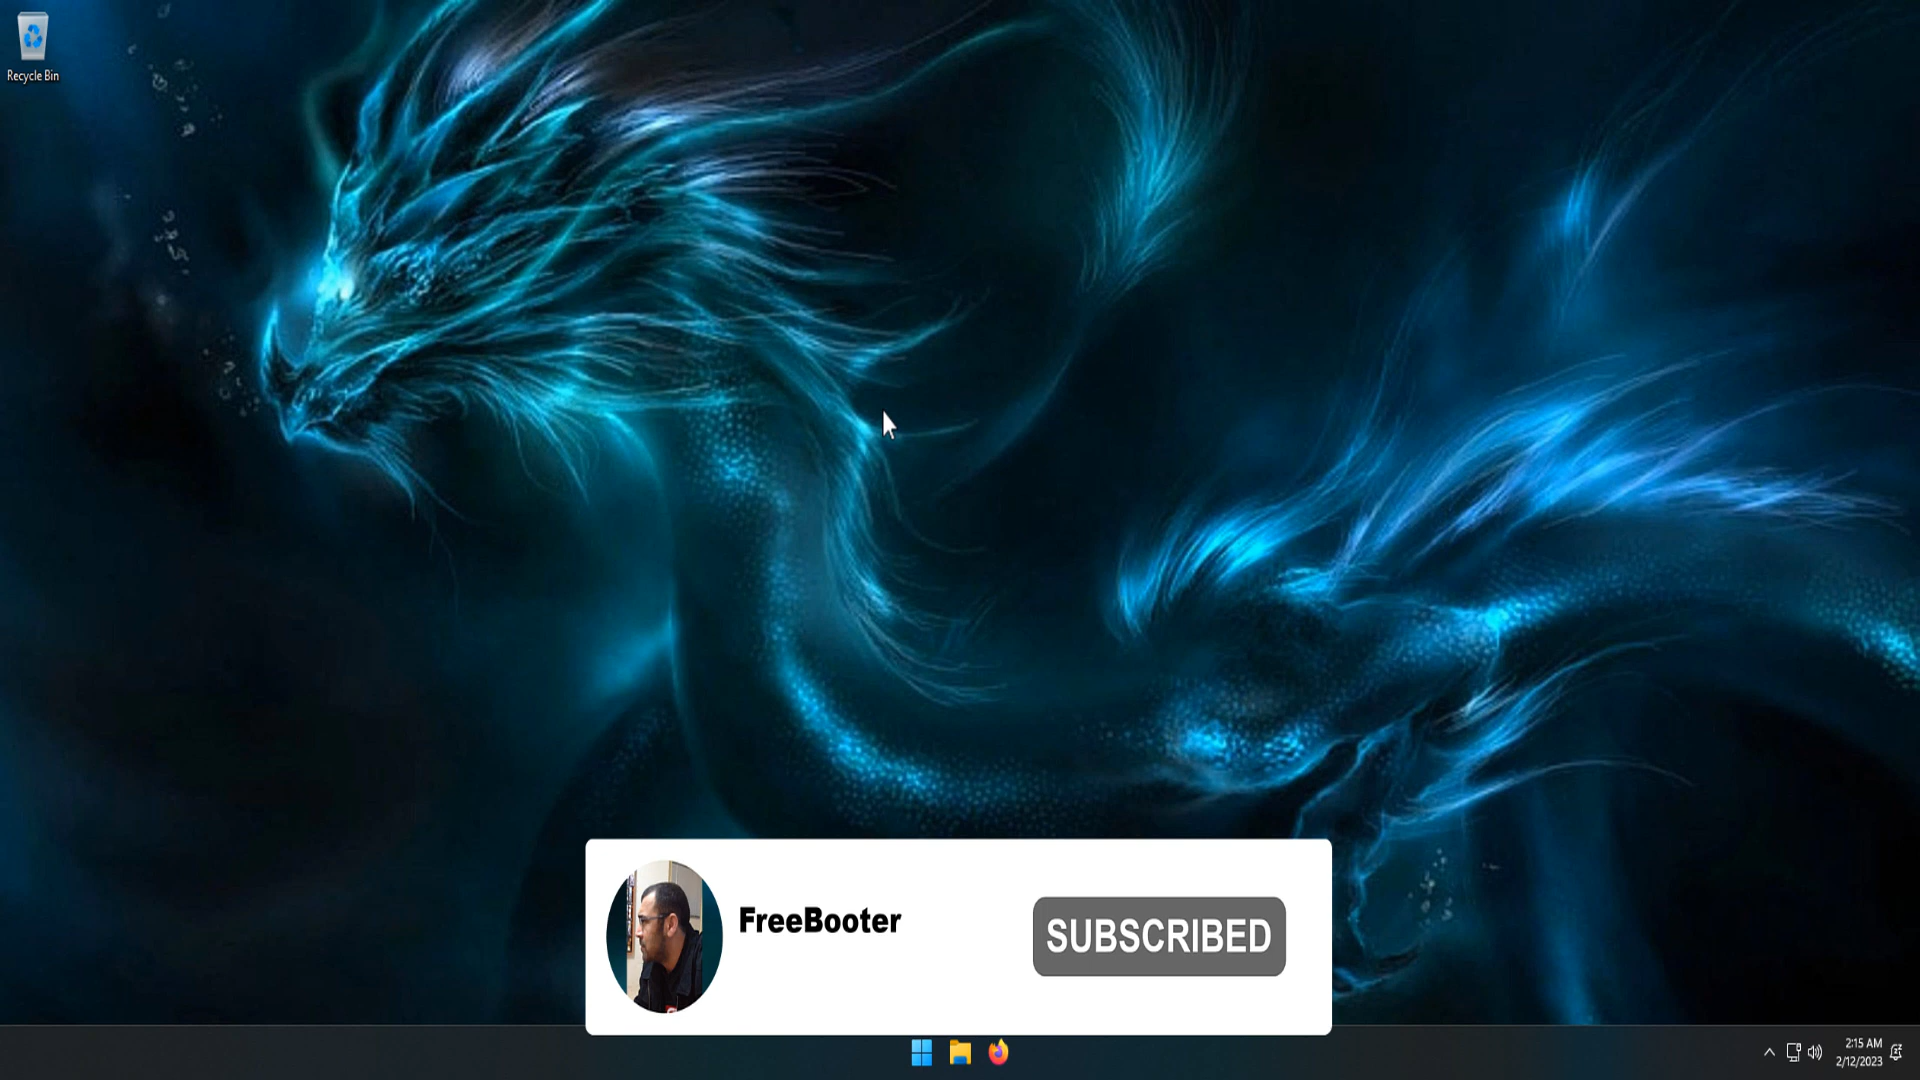 Recycle Bin
FreeBooter
SUBSCRIBED
2:15 AM
2/12/2023